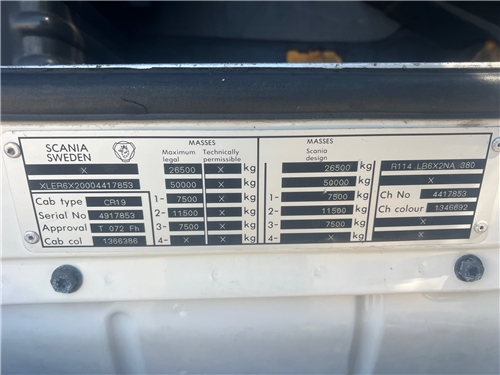 SCANIA SWEDEN
X
XLER6X20004417853
Cab type CR19
Serial No 4917853
Approval T 072 Fh
Cab col 1366386
MASSES
Maximum legal Technically permissible
26500 X kg
50000 X kg
1- 7500 X kg
2- 11500 X kg
3- 7500 X kg
4- X X kg
MASSES
Scania design
26500 kg
50000 kg
1- 7500 kg
2- 11500 kg
3- 7500 kg
4- X kg
R114 LB6X2NA 380
X
Ch No 4417853
Ch colour 1346692
X
X